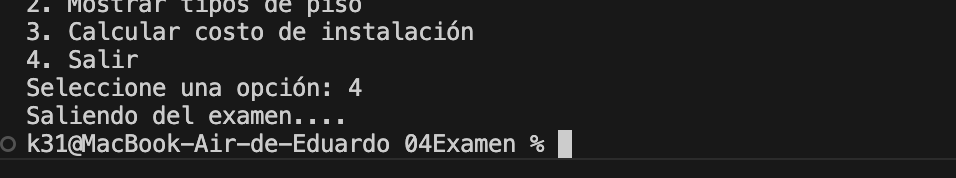 2. Mostrar tipos de piso
3. Calcular costo de instalación
4. Salir
Seleccione una opción: 4
Saliendo del examen....
k31@MacBook-Air-de-Eduardo 04Examen %